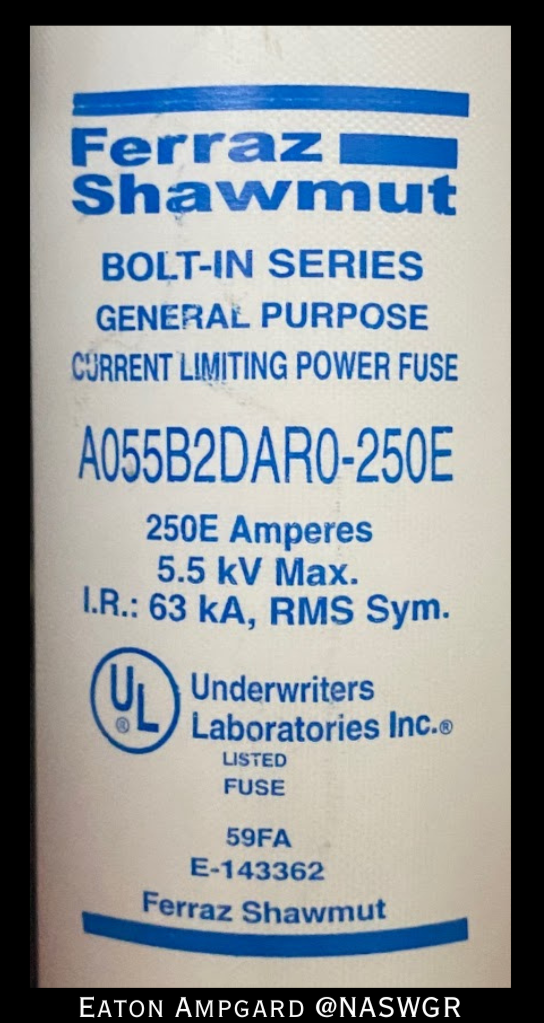 Ferraz
Shawmut
BOLT-IN SERIES
GENERAL PURPOSE
CURRENT LIMITING POWER FUSE
A055B2DAR0-250E
250E Amperes
5.5 kV Max.
I.R.: 63 kA, RMS Sym.
UL®
Underwriters
Laboratories Inc.®
LISTED
FUSE
59FA
E-143362
Ferraz Shawmut
EATON AMPGARD @NASWGR